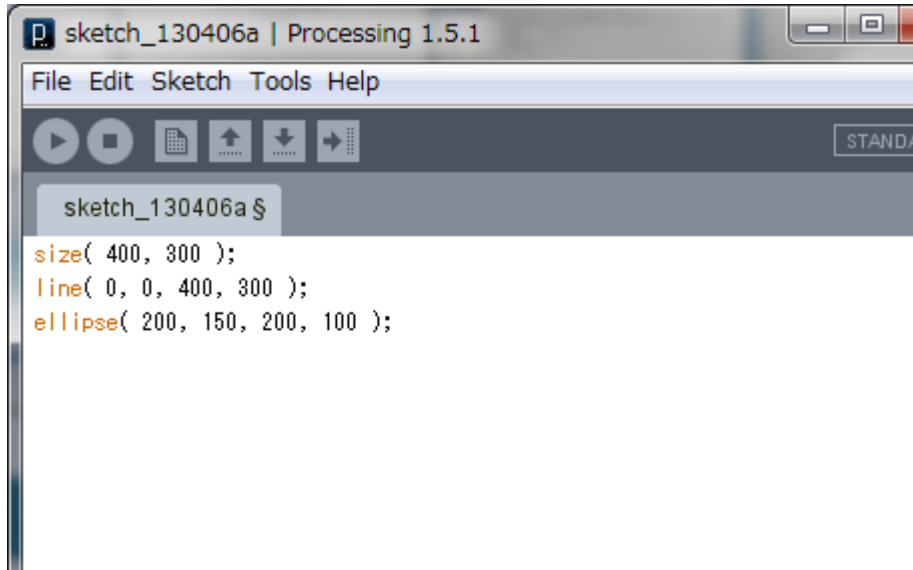 sketch_130406a | Processing 1.5.1
File Edit Sketch Tools Help
STANDA
sketch_130406a §
size( 400, 300 );
line( 0, 0, 400, 300 );
ellipse( 200, 150, 200, 100 );